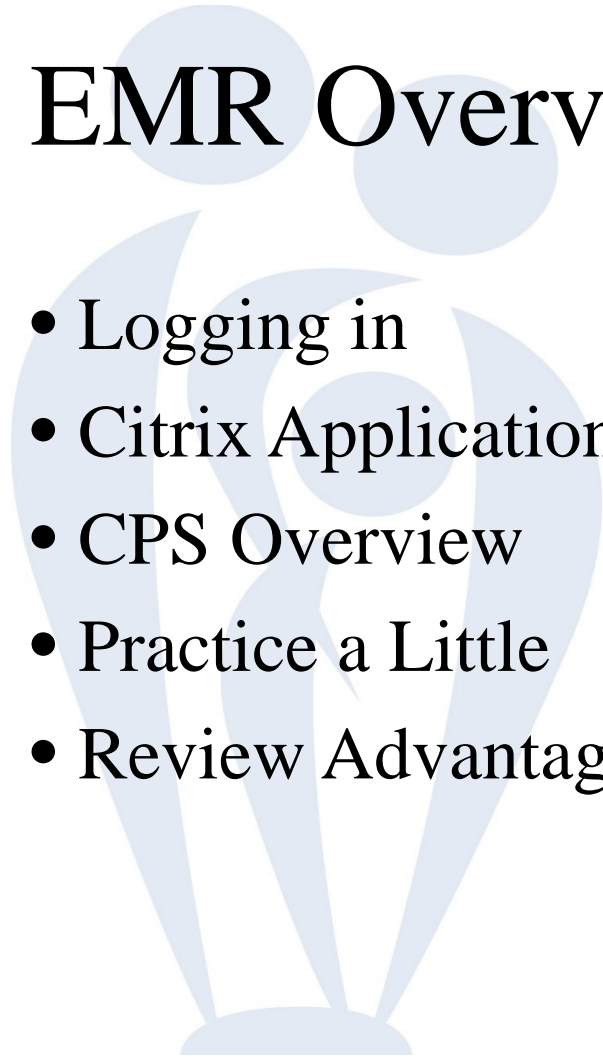 EMR Overv
• Logging in
• Citrix Application
• CPS Overview
• Practice a Little
• Review Advantag